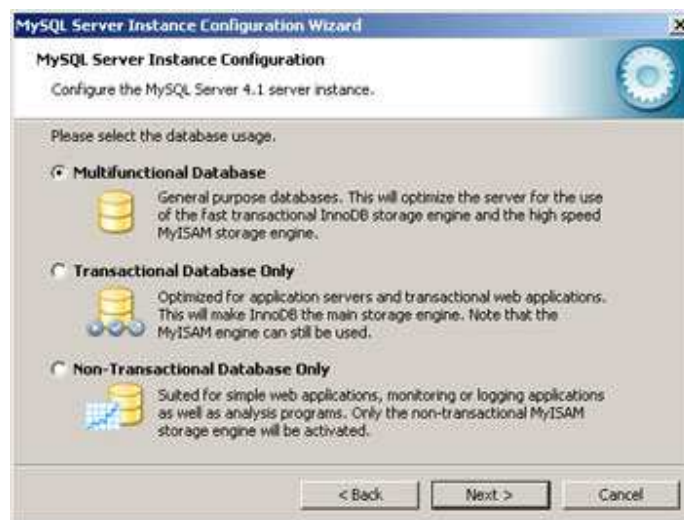 MySQL Server Instance Configuration Wizard
MySQL Server Instance Configuration
Configure the MySQL Server 4.1 server instance.
Please select the database usage.
Multifunctional Database
General purpose databases. This will optimize the server for the use
of the fast transactional InnoDB storage engine and the high speed
MyISAM storage engine.
Transactional Database Only
Optimized for application servers and transactional web applications.
This will make InnoDB the main storage engine. Note that the
MyISAM engine can still be used.
Non-Transactional Database Only
Suited for simple web applications, monitoring or logging applications
as well as analysis programs. Only the non-transactional MyISAM
storage engine will be activated.
< Back
Next >
Cancel